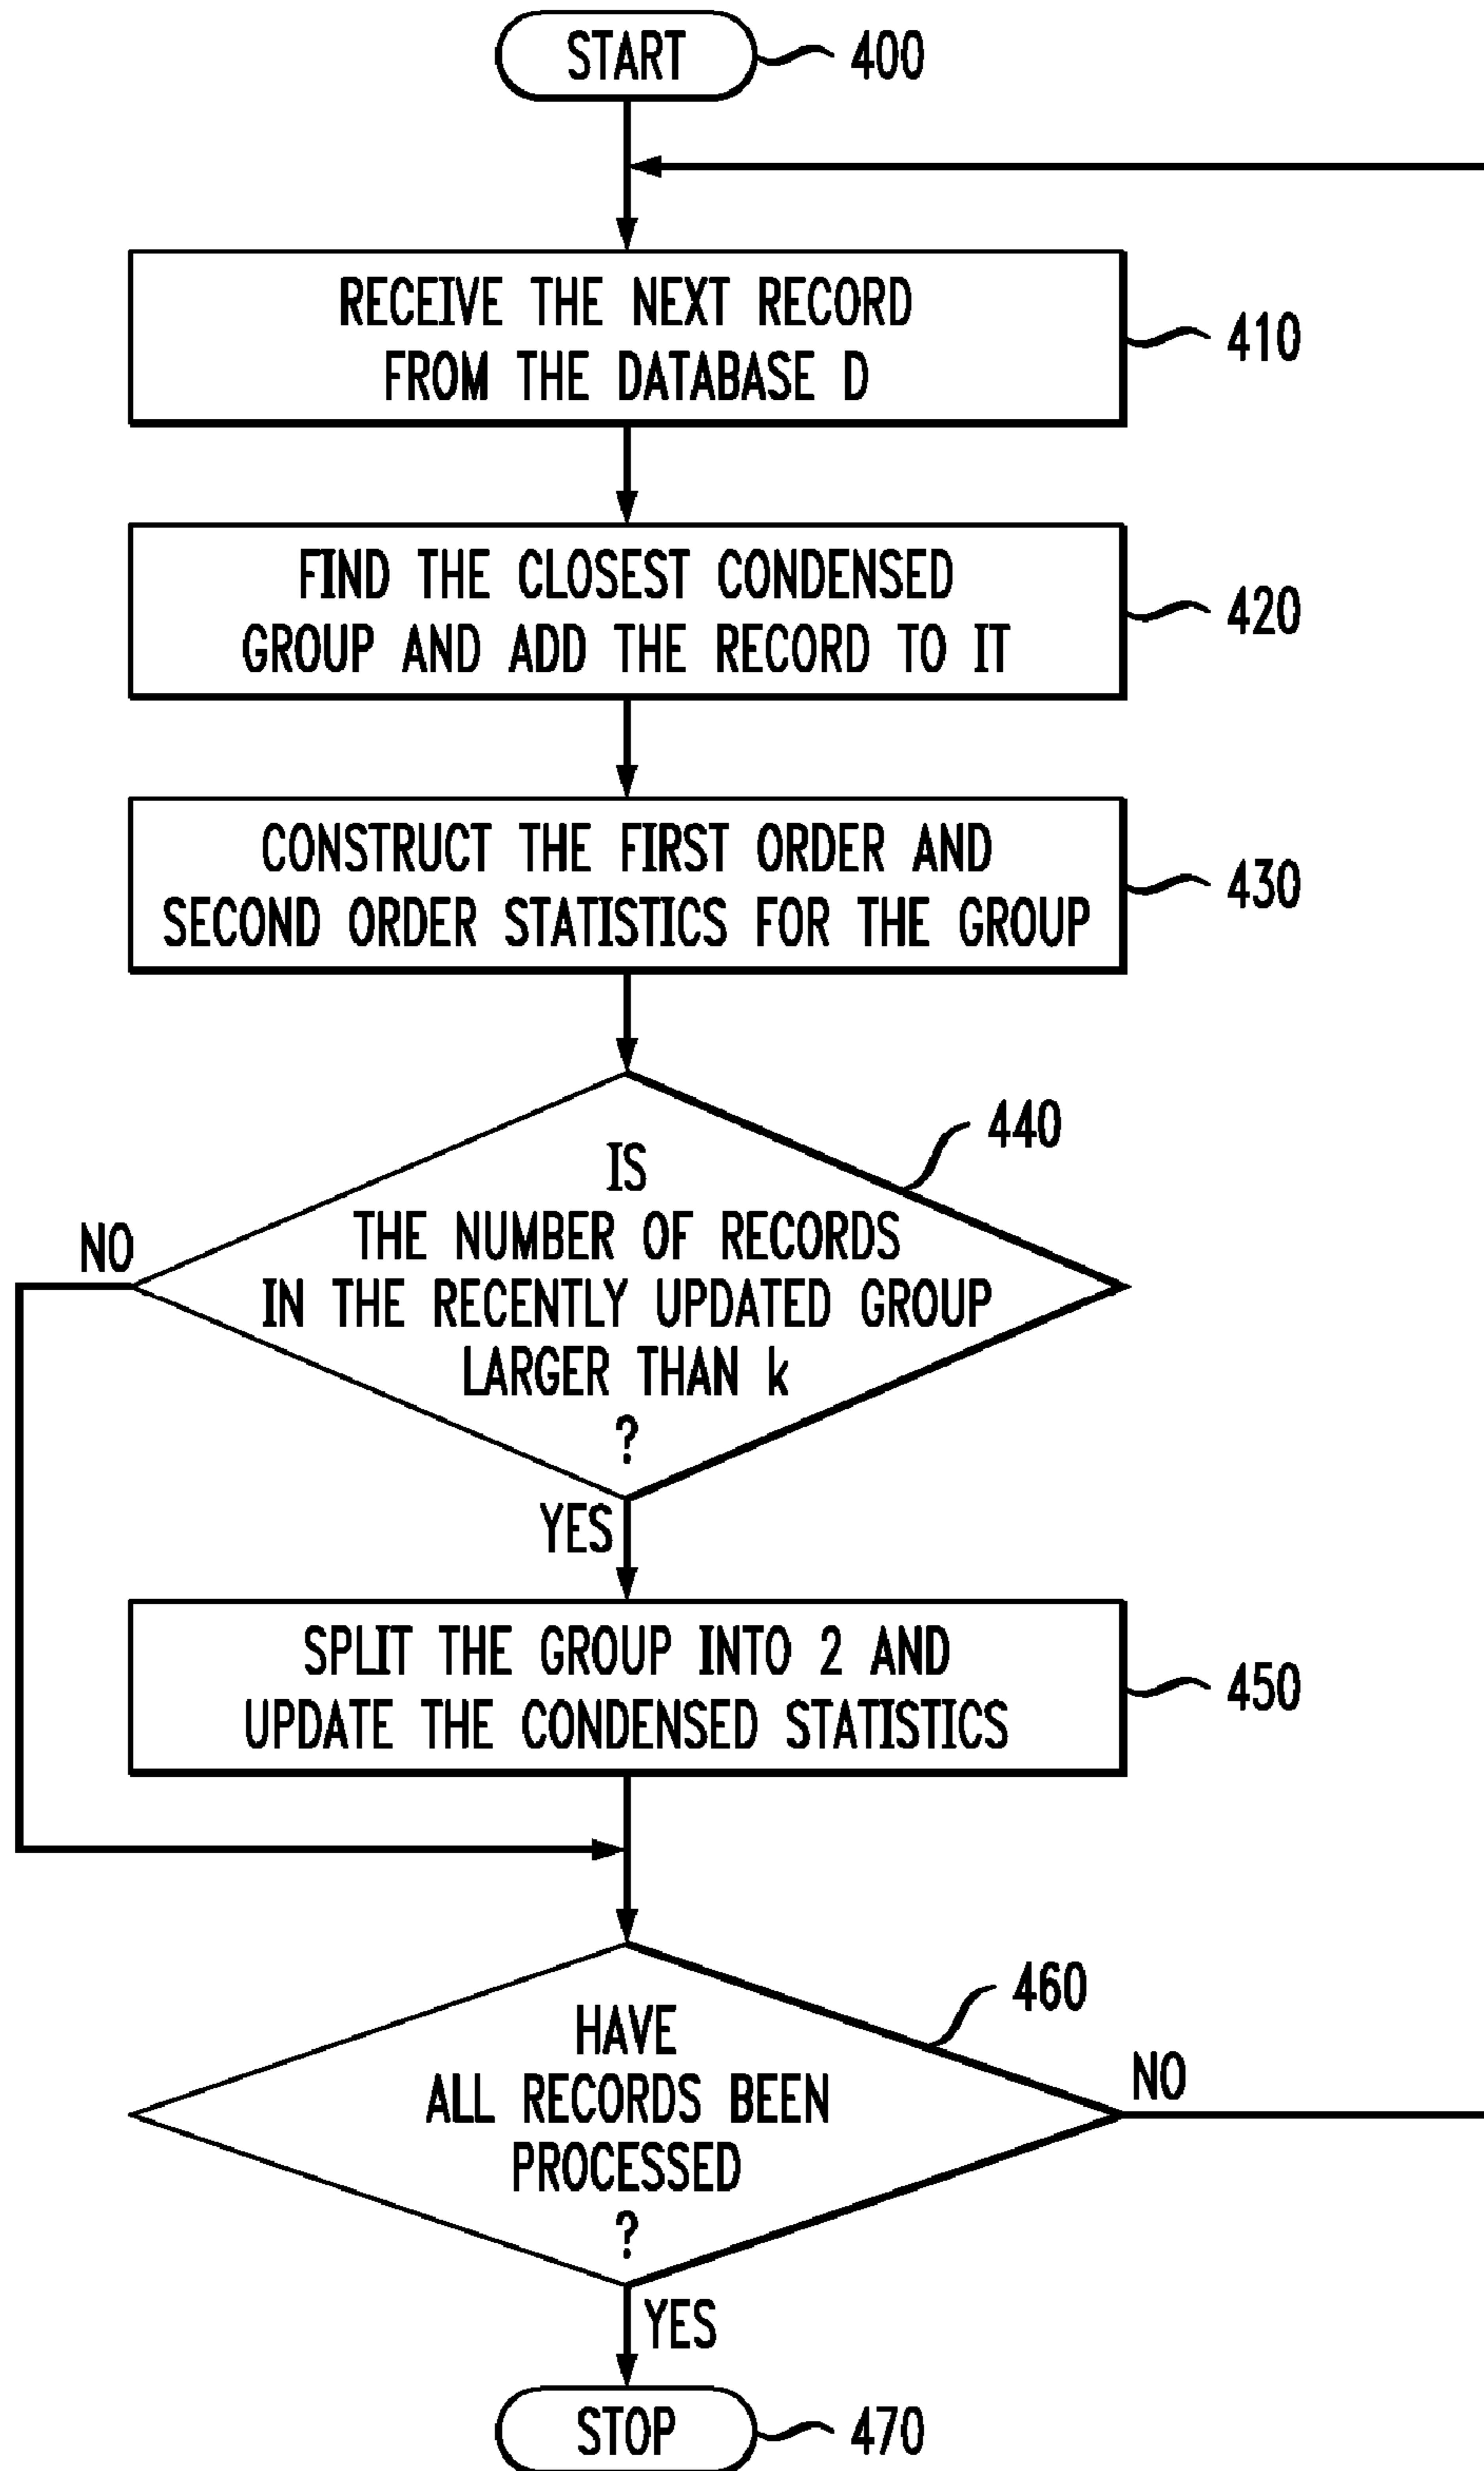 START
400
RECEIVE THE NEXT RECORD
FROM THE DATABASE D
410
FIND THE CLOSEST CONDENSED
GROUP AND ADD THE RECORD TO IT
420
CONSTRUCT THE FIRST ORDER AND
SECOND ORDER STATISTICS FOR THE GROUP
430
440
IS
THE NUMBER OF RECORDS
IN THE RECENTLY UPDATED GROUP
LARGER THAN k
?
NO
YES
SPLIT THE GROUP INTO 2 AND
UPDATE THE CONDENSED STATISTICS
450
460
HAVE
ALL RECORDS BEEN
PROCESSED
?
NO
YES
STOP
470